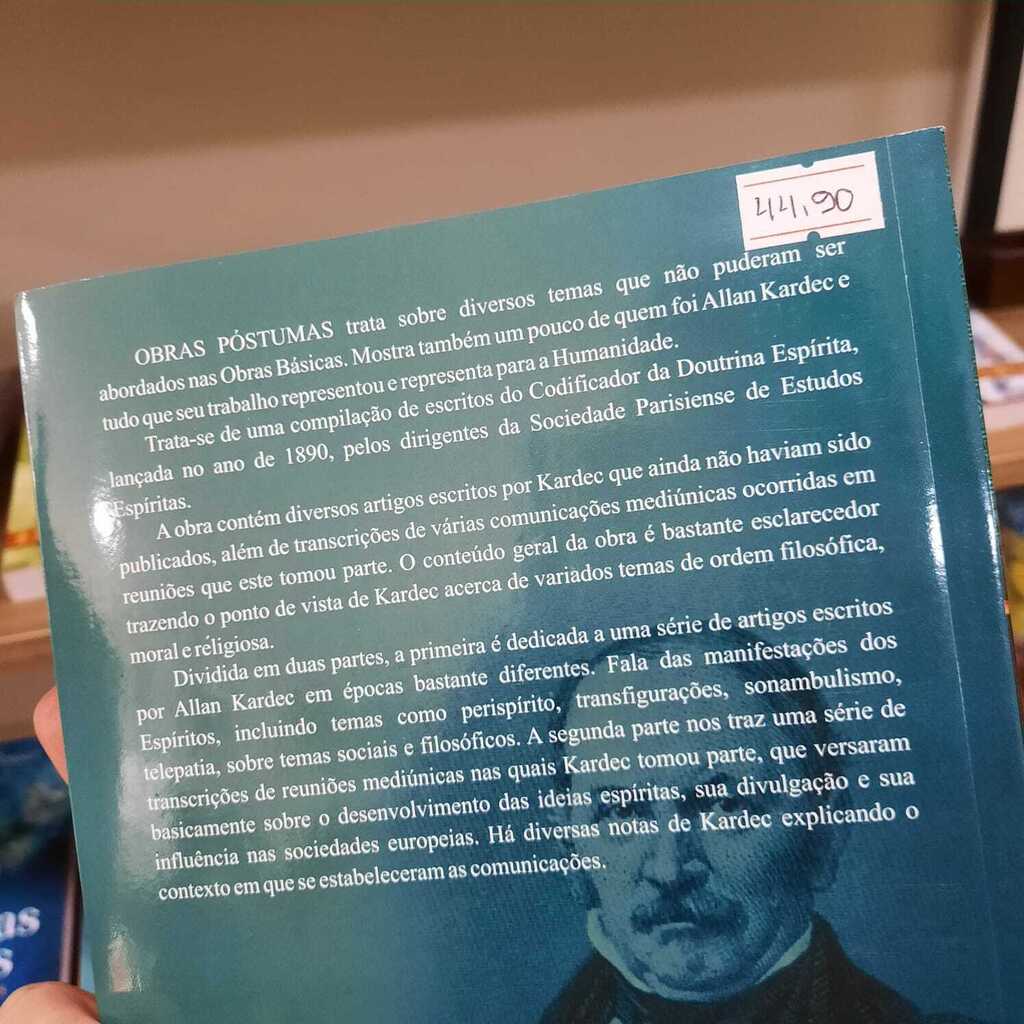 44,90
OBRAS PÓSTUMAS trata sobre diversos temas que não puderam ser
abordados nas Obras Básicas. Mostra também um pouco de quem foi Allan Kardec e
tudo que seu trabalho representou e representa para a Humanidade.
Trata-se de uma compilação de escritos do Codificador da Doutrina Espírita,
lançada no ano de 1890, pelos dirigentes da Sociedade Parisiense de Estudos
Espíritas.
A obra contém diversos artigos escritos por Kardec que ainda não haviam sido
publicados, além de transcrições de várias comunicações mediúnicas ocorridas em
reuniões que este tomou parte. O conteúdo geral da obra é bastante esclarecedor
trazendo o ponto de vista de Kardec acerca de variados temas de ordem filosófica,
moral e religiosa.
Dividida em duas partes, a primeira é dedicada a uma série de artigos escritos
por Allan Kardec em épocas bastante diferentes. Fala das manifestações dos
Espíritos, incluindo temas como perispírito, transfigurações, sonambulismo,
telepatia, sobre temas sociais e filosóficos. A segunda parte nos traz uma série de
transcrições de reuniões mediúnicas nas quais Kardec tomou parte, que versaram
basicamente sobre o desenvolvimento das ideias espíritas, sua divulgação e sua
influência nas sociedades europeias. Há diversas notas de Kardec explicando o
contexto em que se estabeleceram as comunicações.